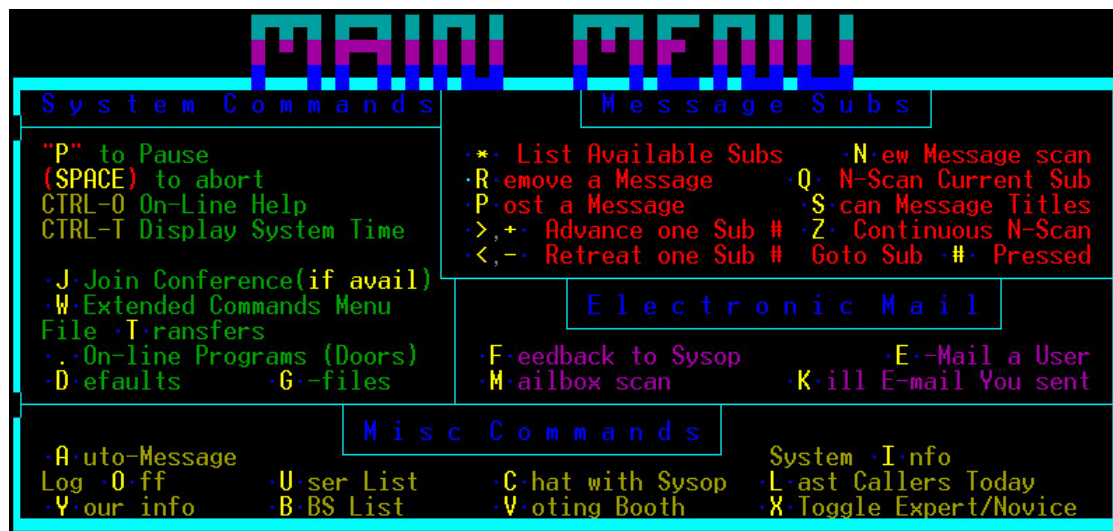 MAIN MENU
System Commands
"P" to Pause
(SPACE) to abort
CTRL-O On-Line Help
CTRL-T Display System Time
·J·Join Conference(if avail)
·W·Extended Commands Menu
File ·T·ransfers
·.·On-line Programs (Doors)
·D·efaults ·G·-files
Message Subs
·*· List Available Subs ·N·ew Message scan
·R·emove a Message ·Q· N-Scan Current Sub
·P·ost a Message ·S·can Message Titles
·>,+· Advance one Sub # ·Z· Continuous N-Scan
·<,-· Retreat one Sub # Goto Sub ·#· Pressed
Electronic Mail
·F·eedback to Sysop ·E·-Mail a User
·M·ailbox scan ·K·ill E-mail You sent
Misc Commands
·A·uto-Message System ·I·nfo
Log ·O·ff ·U·ser List ·C·hat with Sysop ·L·ast Callers Today
·Y·our info ·B·BS List ·V·oting Booth ·X·Toggle Expert/Novice